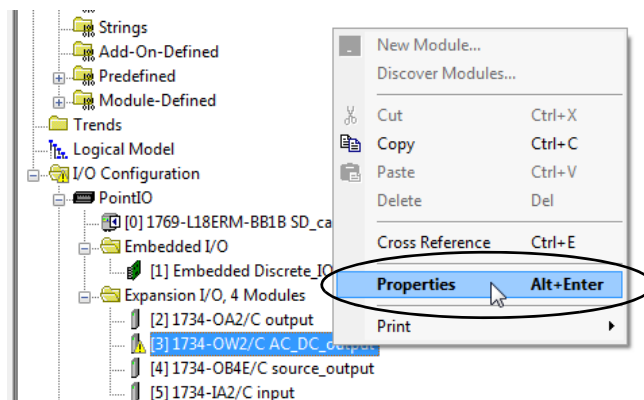 Strings
Add-On-Defined
Predefined
Module-Defined
Trends
Logical Model
I/O Configuration
PointIO
[0] 1769-L18ERM-BB1B SD_ca
Embedded I/O
[1] Embedded Discrete_IO
Expansion I/O, 4 Modules
[2] 1734-OA2/C output
[3] 1734-OW2/C AC_DC_output
[4] 1734-OB4E/C source_output
[5] 1734-IA2/C input
New Module...
Discover Modules...
Cut Ctrl+X
Copy Ctrl+C
Paste Ctrl+V
Delete Del
Cross Reference Ctrl+E
Properties Alt+Enter
Print